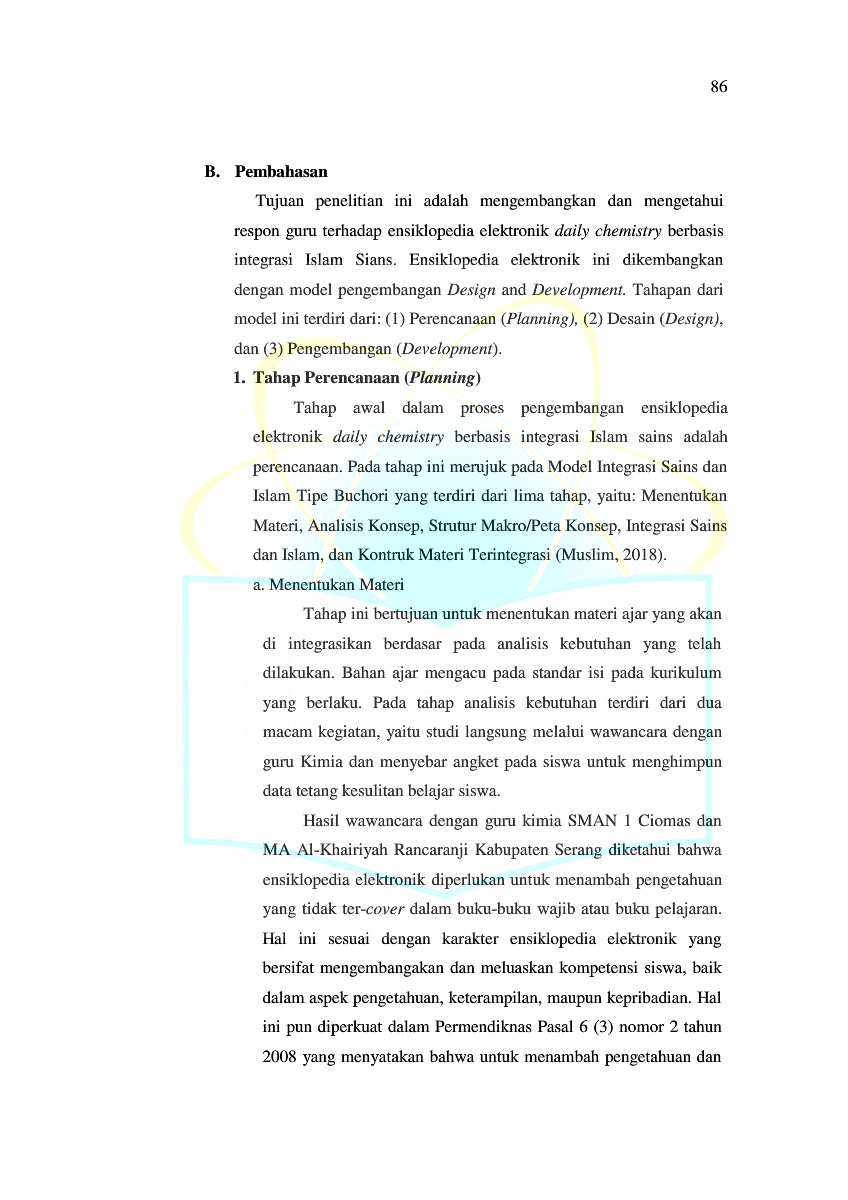 86
B. Pembahasan
Tujuan penelitian ini adalah mengembangkan dan mengetahui
respon guru terhadap ensiklopedia elektronik daily chemistry berbasis
integrasi Islam Sians. Ensiklopedia elektronik ini dikembangkan
dengan model pengembangan Design and Development. Tahapan dari
model ini terdiri dari: (1) Perencanaan (Planning), (2) Desain (Design),
dan (3) Pengembangan (Development).
1. Tahap Perencanaan (Planning)
Tahap awal dalam proses pengembangan ensiklopedia
elektronik daily chemistry berbasis integrasi Islam sains adalah
perencanaan. Pada tahap ini merujuk pada Model Integrasi Sains dan
Islam Tipe Buchori yang terdiri dari lima tahap, yaitu: Menentukan
Materi, Analisis Konsep, Strutur Makro/Peta Konsep, Integrasi Sains
dan Islam, dan Kontruk Materi Terintegrasi (Muslim, 2018).
a. Menentukan Materi
Tahap ini bertujuan untuk menentukan materi ajar yang akan
di integrasikan berdasar pada analisis kebutuhan yang telah
dilakukan. Bahan ajar mengacu pada standar isi pada kurikulum
yang berlaku. Pada tahap analisis kebutuhan terdiri dari dua
macam kegiatan, yaitu studi langsung melalui wawancara dengan
guru Kimia dan menyebar angket pada siswa untuk menghimpun
data tetang kesulitan belajar siswa.
Hasil wawancara dengan guru kimia SMAN 1 Ciomas dan
MA Al-Khairiyah Rancaranji Kabupaten Serang diketahui bahwa
ensiklopedia elektronik diperlukan untuk menambah pengetahuan
yang tidak ter-cover dalam buku-buku wajib atau buku pelajaran.
Hal ini sesuai dengan karakter ensiklopedia elektronik yang
bersifat mengembangakan dan meluaskan kompetensi siswa, baik
dalam aspek pengetahuan, keterampilan, maupun kepribadian. Hal
ini pun diperkuat dalam Permendiknas Pasal 6 (3) nomor 2 tahun
2008 yang menyatakan bahwa untuk menambah pengetahuan dan